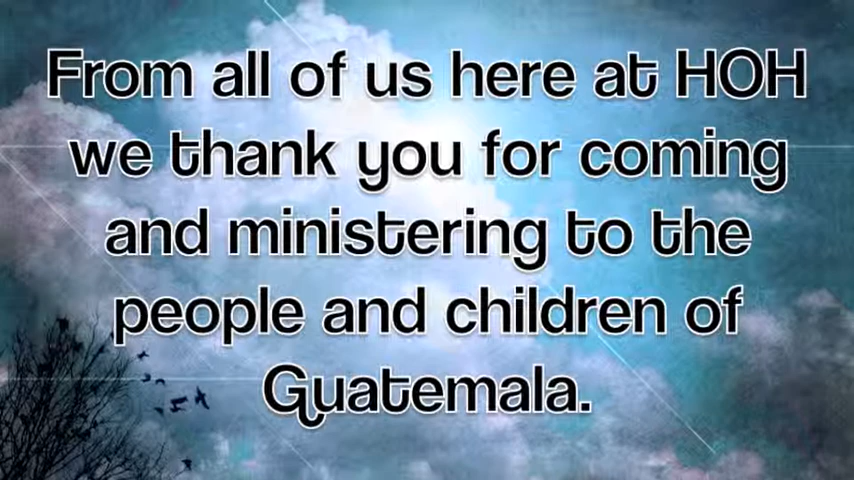 From all of us here at HOH
we thank you for coming
and ministering to the
people and children of
Guatemala.